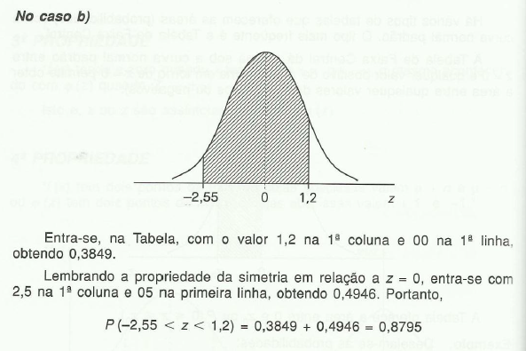 No caso b)
−2,55 0 1,2 z
Entra-se, na Tabela, com o valor 1,2 na 1ª coluna e 00 na 1ª linha,
obtendo 0,3849.
Lembrando a propriedade da simetria em relação a z = 0, entra-se com
2,5 na 1ª coluna e 05 na primeira linha, obtendo 0,4946. Portanto,
P (−2,55 < z < 1,2) = 0,3849 + 0,4946 = 0,8795